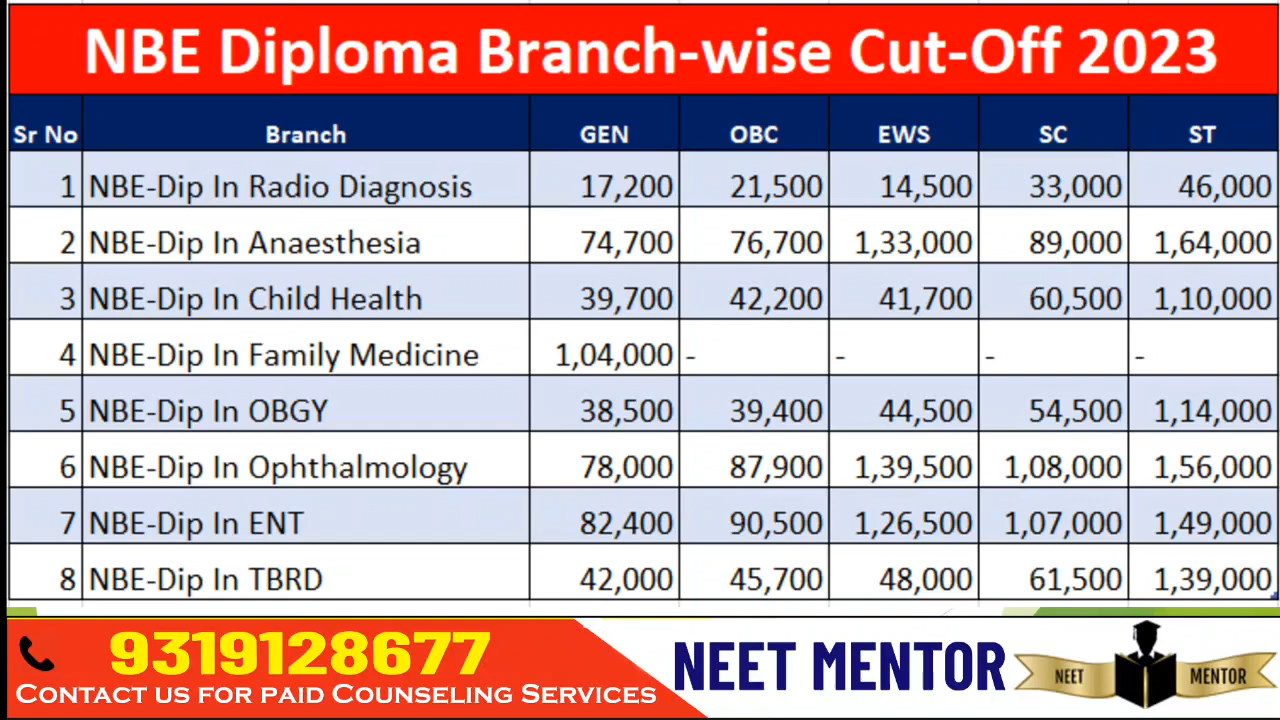 NBE Diploma Branch-wise Cut-Off 2023
Sr No Branch GEN OBC EWS SC ST
1 NBE-Dip In Radio Diagnosis 17,200 21,500 14,500 33,000 46,000
2 NBE-Dip In Anaesthesia 74,700 76,700 1,33,000 89,000 1,64,000
3 NBE-Dip In Child Health 39,700 42,200 41,700 60,500 1,10,000
4 NBE-Dip In Family Medicine 1,04,000 - - - -
5 NBE-Dip In OBGY 38,500 39,400 44,500 54,500 1,14,000
6 NBE-Dip In Ophthalmology 78,000 87,900 1,39,500 1,08,000 1,56,000
7 NBE-Dip In ENT 82,400 90,500 1,26,500 1,07,000 1,49,000
8 NBE-Dip In TBRD 42,000 45,700 48,000 61,500 1,39,000
9319128677
CONTACT US FOR PAID COUNSELING SERVICES
NEET MENTOR
NEET MENTOR